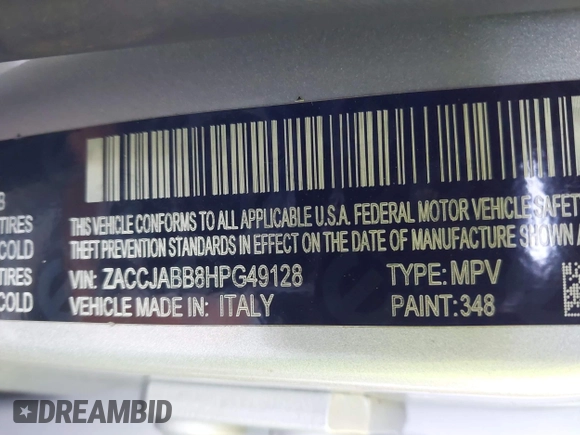 B
TIRES
COLD
TIRES
COLD
THIS VEHICLE CONFORMS TO ALL APPLICABLE U.S.A. FEDERAL MOTOR VEHICLE SAFETY
THEFT PREVENTION STANDARDS IN EFFECT ON THE DATE OF MANUFACTURE SHOWN A
VIN: ZACCJABB8HPG49128 TYPE: MPV
VEHICLE MADE IN: ITALY PAINT:348
DREAMBID